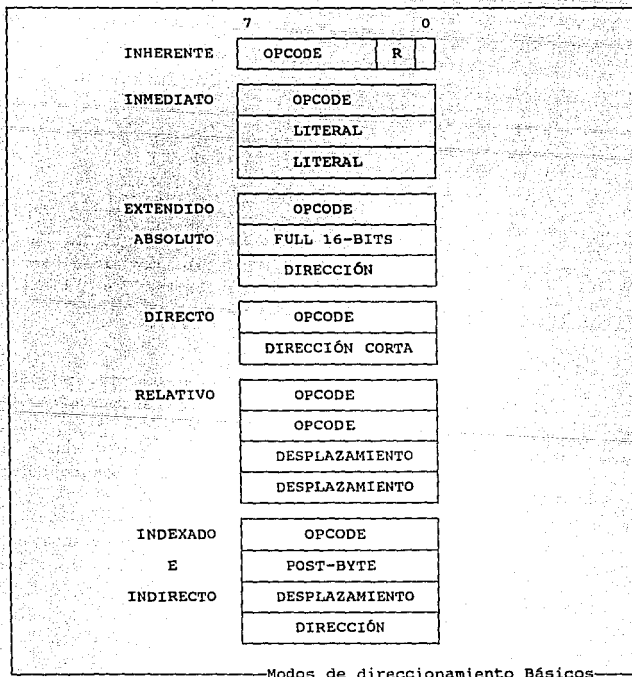 7 0
INHERENTE OPCODE R
INMEDIATO OPCODE
LITERAL
LITERAL
EXTENDIDO OPCODE
ABSOLUTO FULL 16-BITS
DIRECCIÓN
DIRECTO OPCODE
DIRECCIÓN CORTA
RELATIVO OPCODE
OPCODE
DESPLAZAMIENTO
DESPLAZAMIENTO
INDEXADO OPCODE
E POST-BYTE
INDIRECTO DESPLAZAMIENTO
DIRECCIÓN
Modos de direccionamiento Básicos